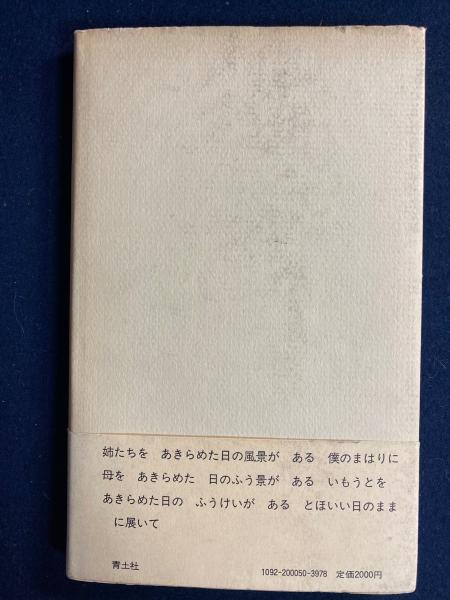 姉たちを　あきらめた日の風景が　ある　僕のまはりに
母を　あきらめた　日のふう景が　ある　いもうとを
あきらめた日の　ふうけいが　ある　とほいい日のまま
に展いて
青土社
1092-200050-3978　定価2000円